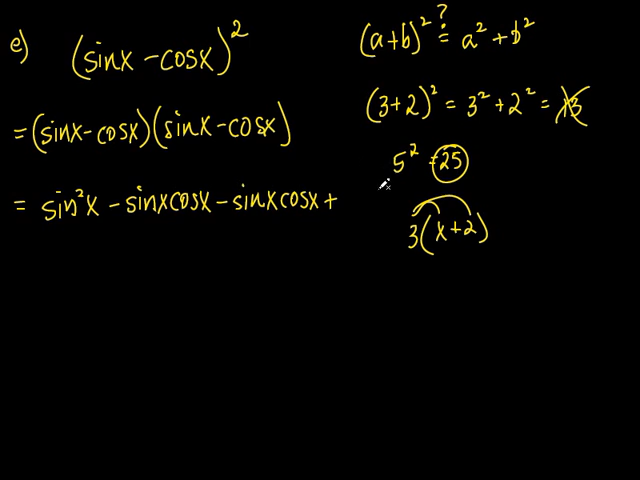 e) (sinx - cosx)²
= (sinx - cosx)(sinx - cosx)
= sin²x - sinxcosx - sinxcosx +
?
(a+b)² = a² + b²
(3+2)² = 3² + 2² = 13
5² = 25
3(x+2)